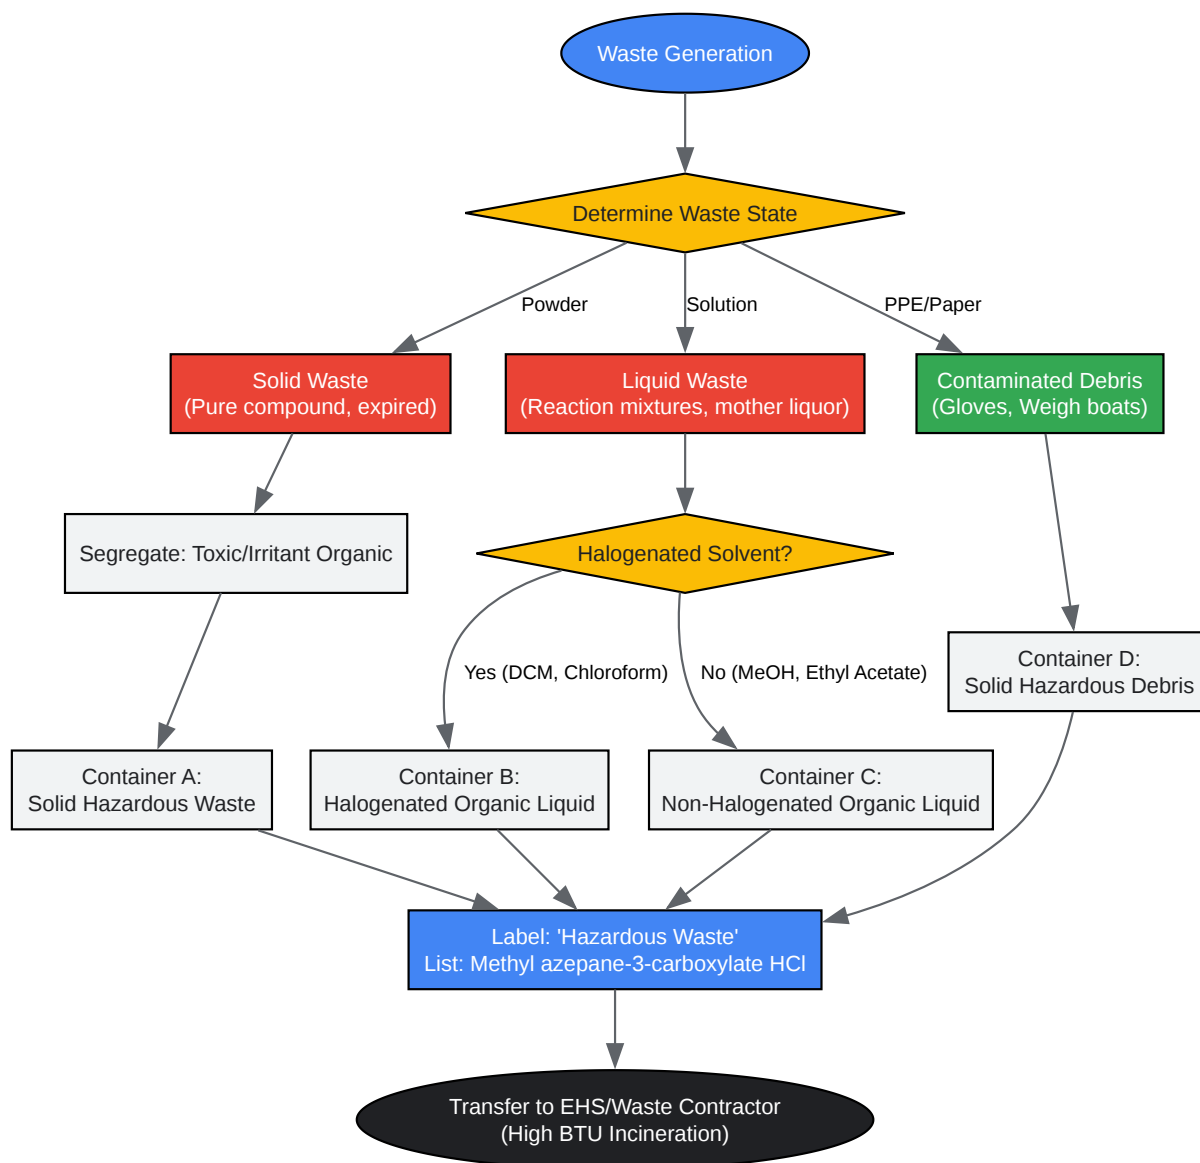 Waste Generation
Determine Waste State
Powder
Solution
PPE/Paper
Solid Waste
(Pure compound, expired)
Liquid Waste
(Reaction mixtures, mother liquor)
Contaminated Debris
(Gloves, Weigh boats)
Segregate: Toxic/Irritant Organic
Halogenated Solvent?
Yes (DCM, Chloroform)
No (MeOH, Ethyl Acetate)
Container D:
Solid Hazardous Debris
Container A:
Solid Hazardous Waste
Container B:
Halogenated Organic Liquid
Container C:
Non-Halogenated Organic Liquid
Label: 'Hazardous Waste'
List: Methyl azepane-3-carboxylate HCl
Transfer to EHS/Waste Contractor
(High BTU Incineration)